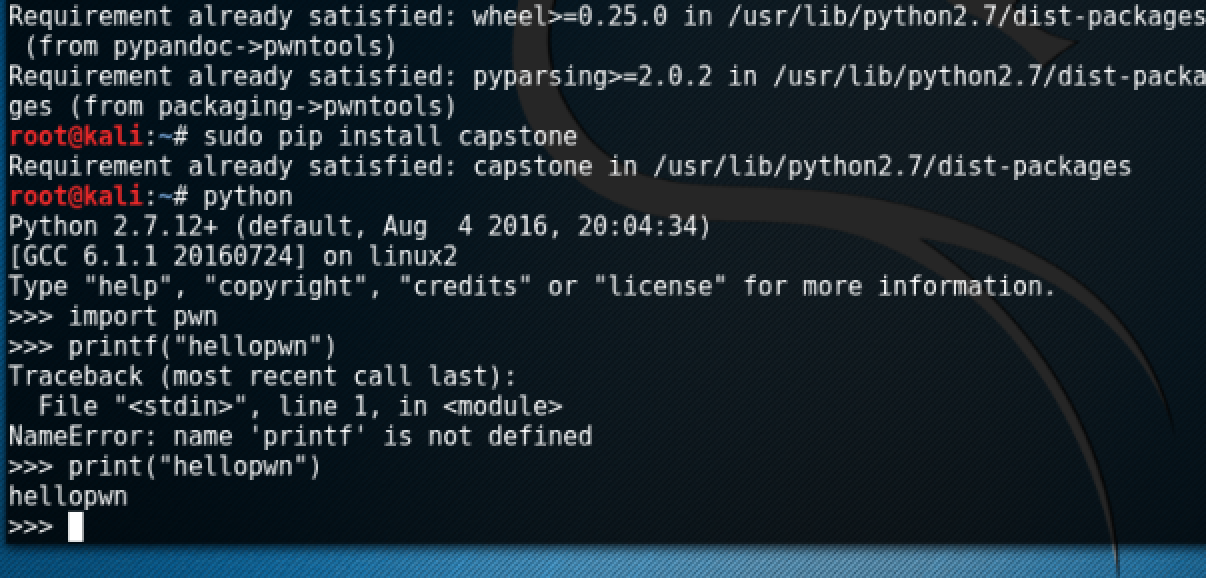 Requirement already satisfied: wheel>=0.25.0 in /usr/lib/python2.7/dist-packages
 (from pypandoc->pwntools)
Requirement already satisfied: pyparsing>=2.0.2 in /usr/lib/python2.7/dist-packa
ges (from packaging->pwntools)
root@kali:~# sudo pip install capstone
Requirement already satisfied: capstone in /usr/lib/python2.7/dist-packages
root@kali:~# python
Python 2.7.12+ (default, Aug  4 2016, 20:04:34)
[GCC 6.1.1 20160724] on linux2
Type "help", "copyright", "credits" or "license" for more information.
>>> import pwn
>>> printf("hellopwn")
Traceback (most recent call last):
  File "<stdin>", line 1, in <module>
NameError: name 'printf' is not defined
>>> print("hellopwn")
hellopwn
>>>